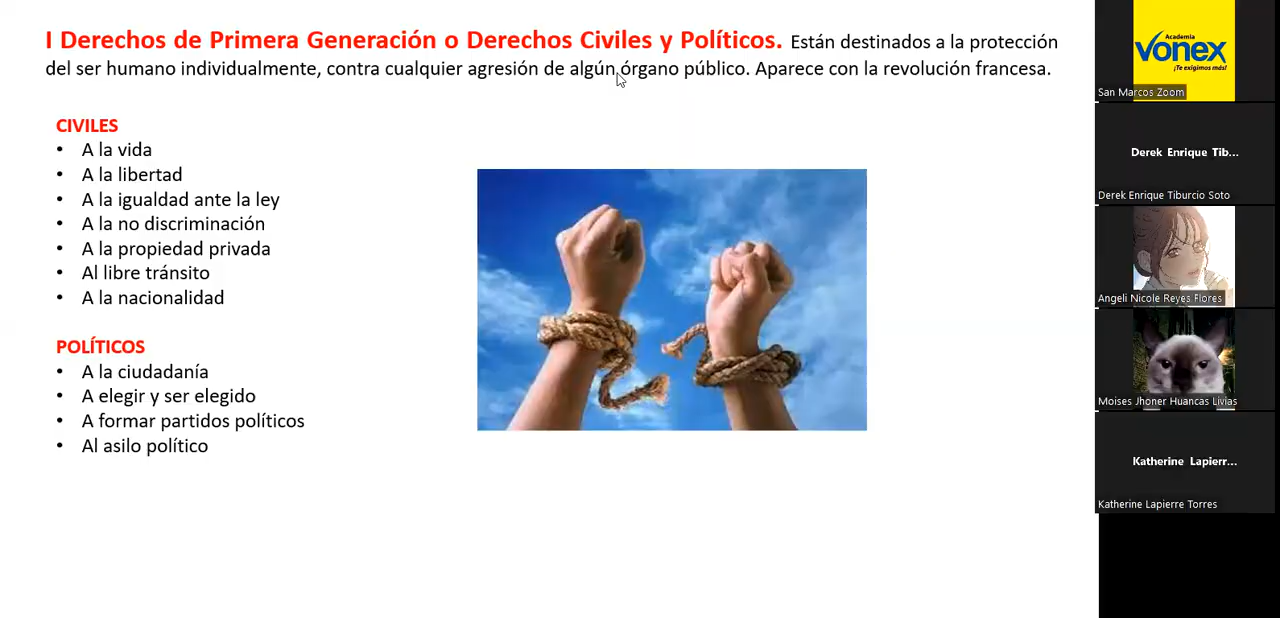 I Derechos de Primera Generación o Derechos Civiles y Políticos. Están destinados a la protección
del ser humano individualmente, contra cualquier agresión de algún órgano público. Aparece con la revolución francesa.
CIVILES
• A la vida
• A la libertad
• A la igualdad ante la ley
• A la no discriminación
• A la propiedad privada
• Al libre tránsito
• A la nacionalidad
POLÍTICOS
• A la ciudadanía
• A elegir y ser elegido
• A formar partidos políticos
• Al asilo político
Academia
Vonex
¡Te exigimos más!
San Marcos Zoom
Derek Enrique Tib...
Derek Enrique Tiburcio Soto
Angeli Nicole Reyes Flores
Moises Jhoner Huancas Livias
Katherine Lapierr...
Katherine Lapierre Torres